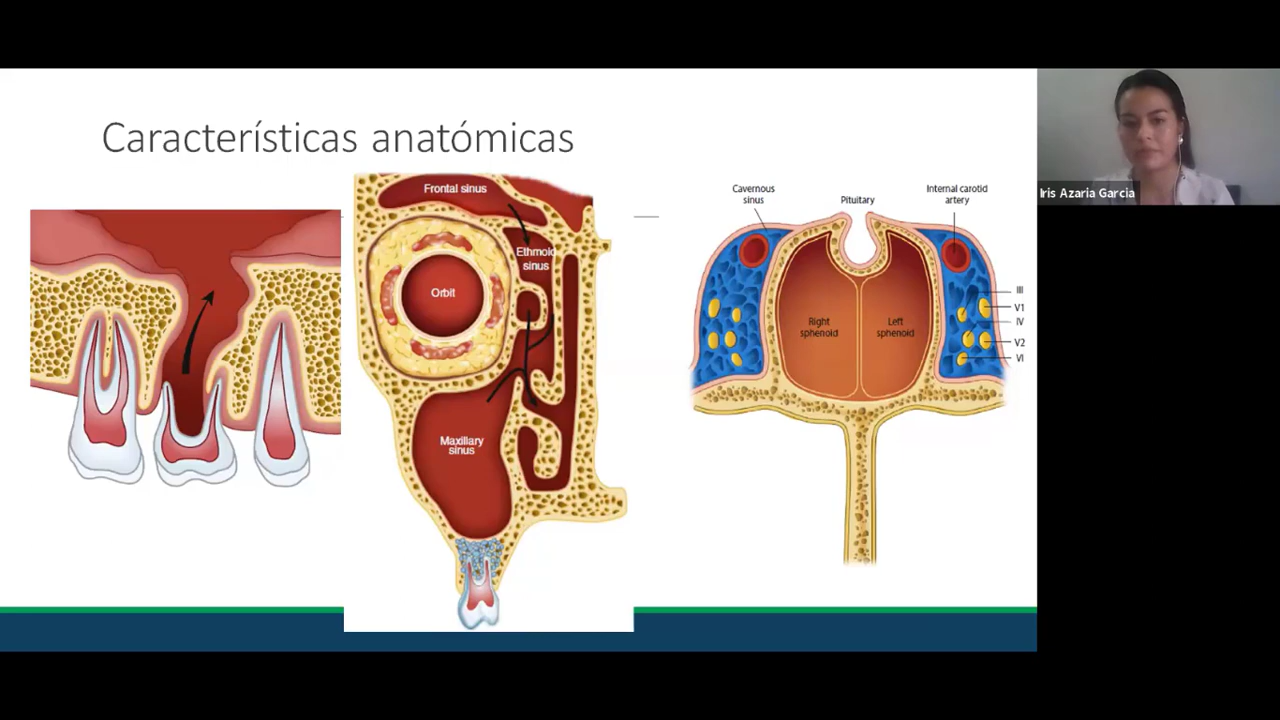 Características anatómicas
Frontal sinus
Ethmoid
sinus
Orbit
Maxillary
sinus
Cavernous
sinus
Pituitary
Internal carotid
artery
Right
sphenoid
Left
sphenoid
III
V1
IV
V2
VI
Iris Azaria Garcia